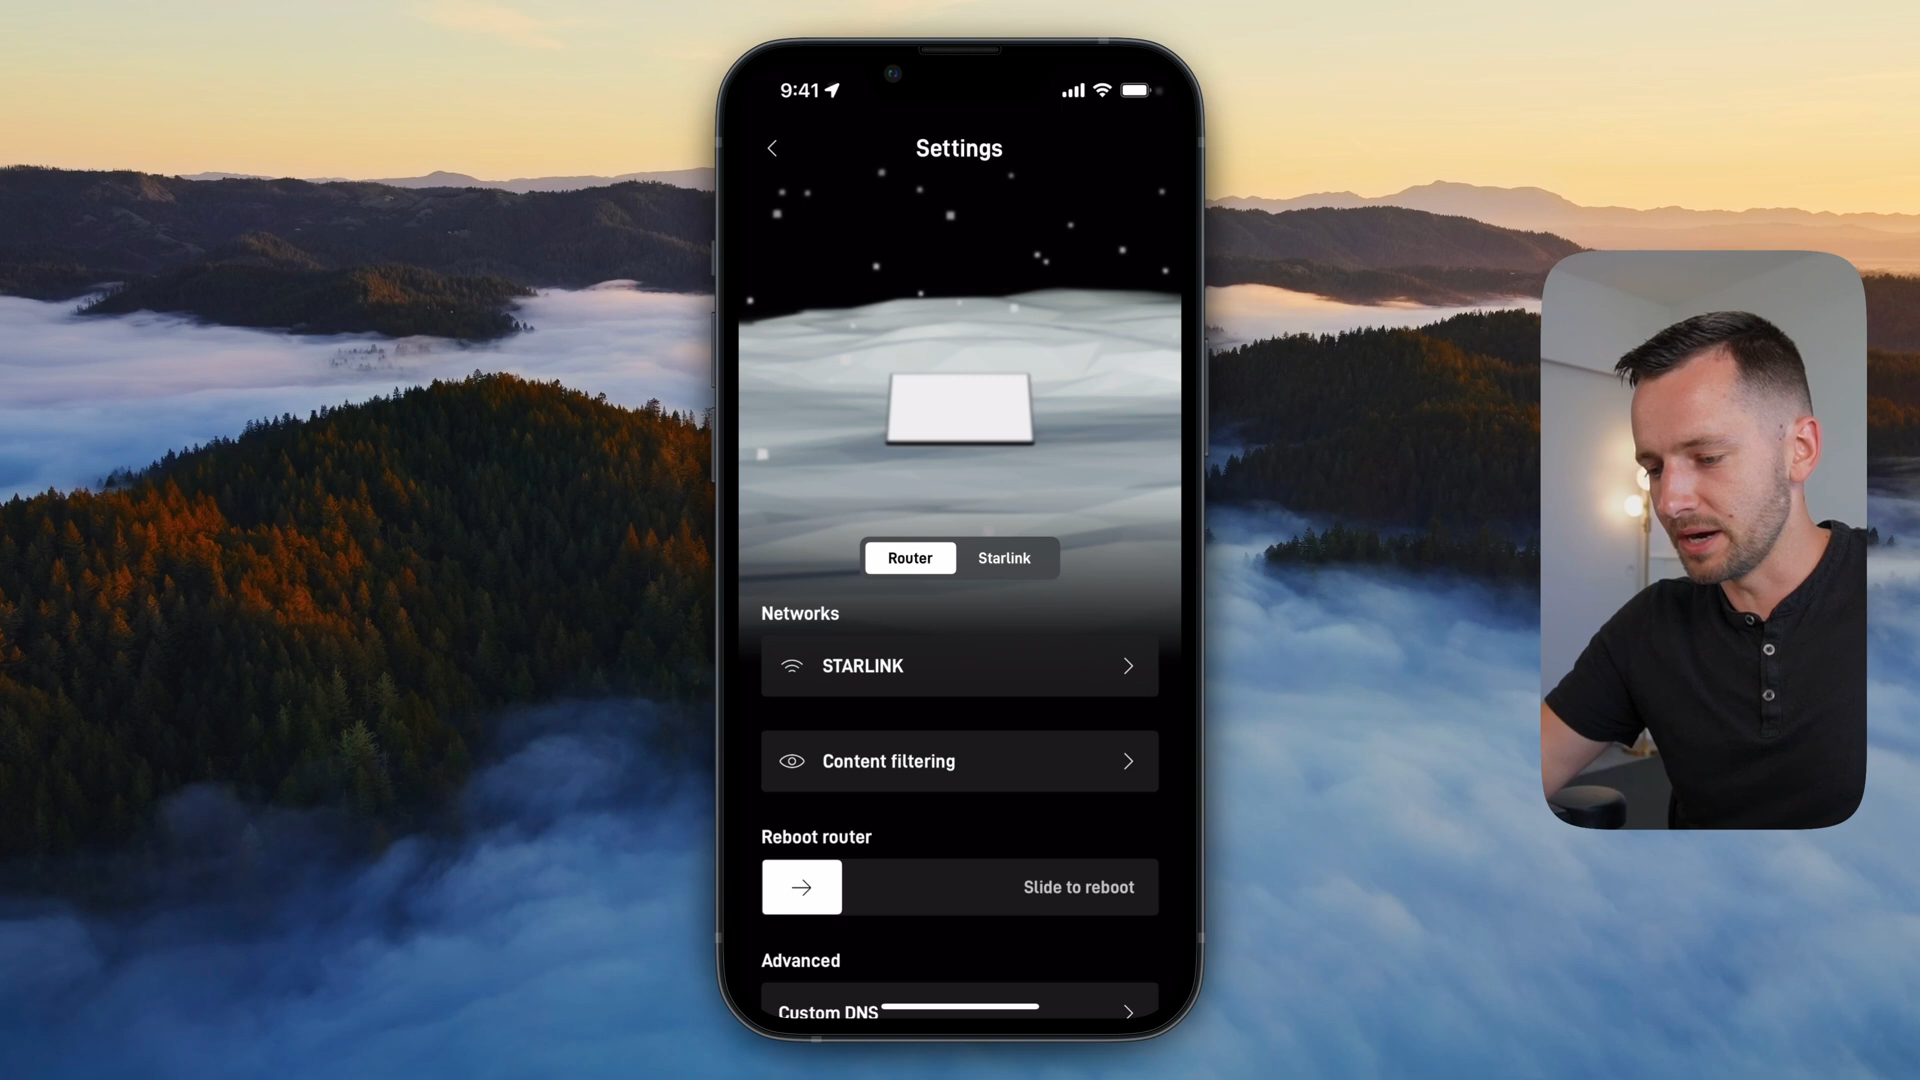 9:41
Settings
Router
Starlink
Networks
STARLINK
Content filtering
Reboot router
Slide to reboot
Advanced
Custom DNS